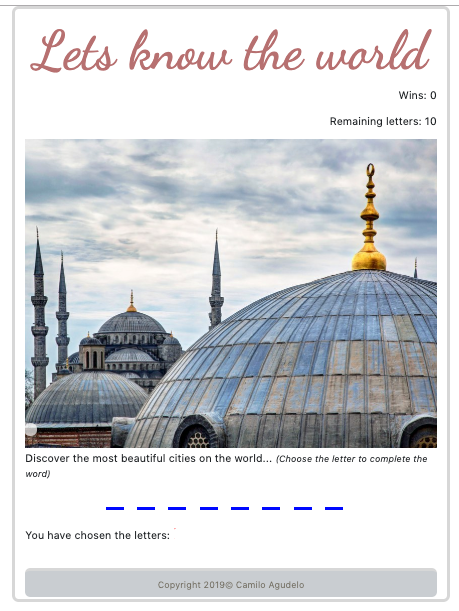 Lets know the world
Wins: 0
Remaining letters: 10
Discover the most beautiful cities on the world... (Choose the letter to complete the
word)
You have chosen the letters:
Copyright 2019© Camilo Agudelo